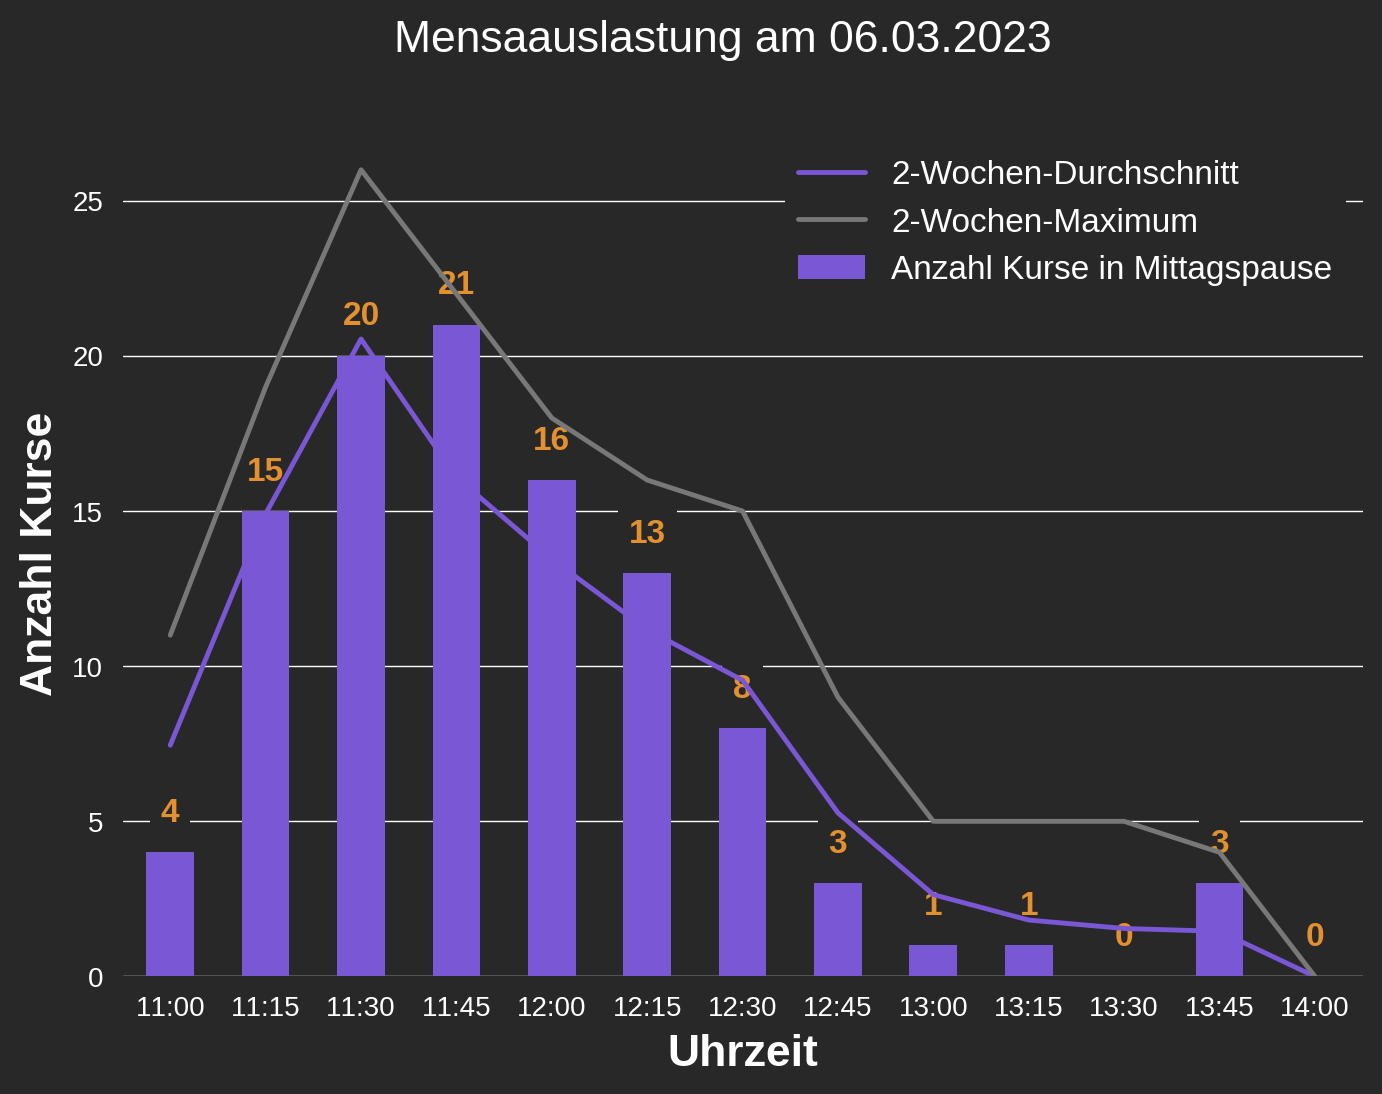 Mensaauslastung am 06.03.2023
2-Wochen-Durchschnitt
2-Wochen-Maximum
Anzahl Kurse in Mittagspause
Anzahl Kurse
25
20
15
10
5
0
4
15
20
21
16
13
8
3
1
1
0
3
0
11:00 11:15 11:30 11:45 12:00 12:15 12:30 12:45 13:00 13:15 13:30 13:45 14:00
Uhrzeit